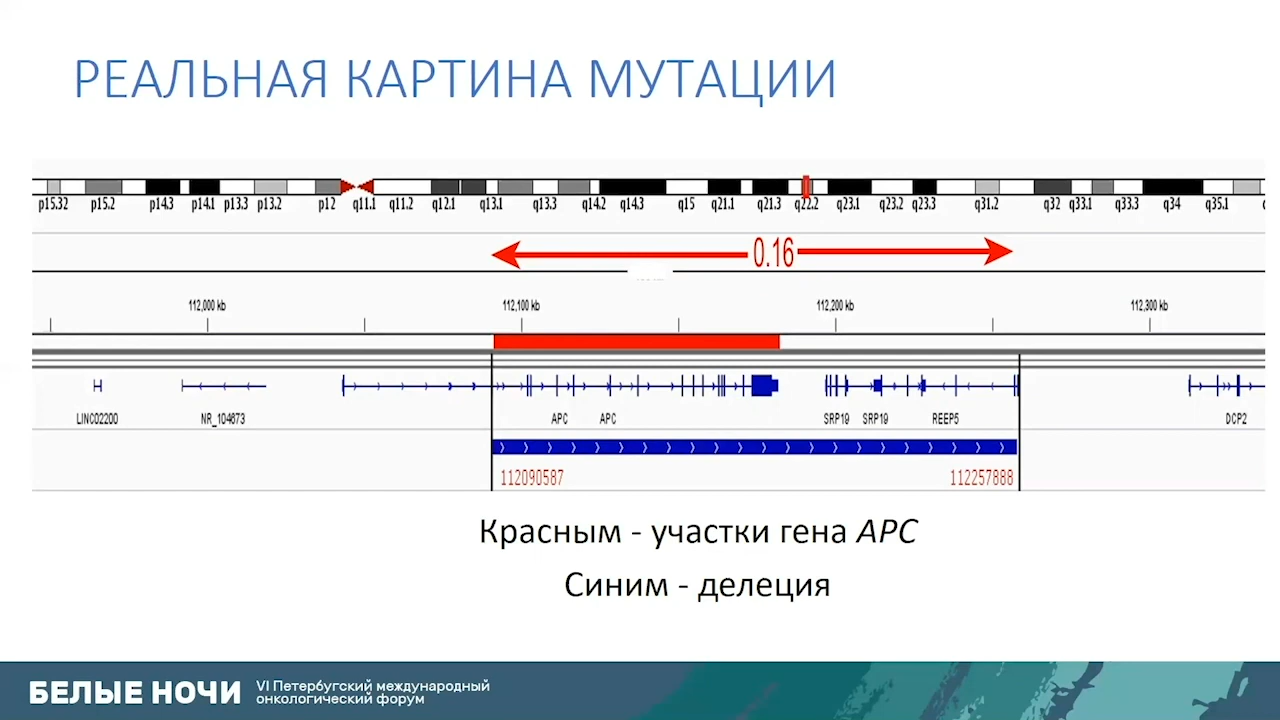 РЕАЛЬНАЯ КАРТИНА МУТАЦИИ
p15.32 p15.2 p14.3 p14.1 p13.3 p13.2 p12 q11.1 q11.2 q12.1 q13.1 q13.3 q14.2 q14.3 q15 q21.1 q21.3 q22.2 q23.1 q23.2 q23.3 q31.2 q32 q33.1 q33.3 q34 q35.1
0.16
112,000 kb 112,100 kb 112,200 kb 112,300 kb
LINC02200 NR_104673 APC APC SRP19 SRP19 REEP5 DCP2
112090587 112257888
Красным - участки гена APC
Синим - делеция
БЕЛЫЕ НОЧИ
VI Петербугский международный
онкологический форум